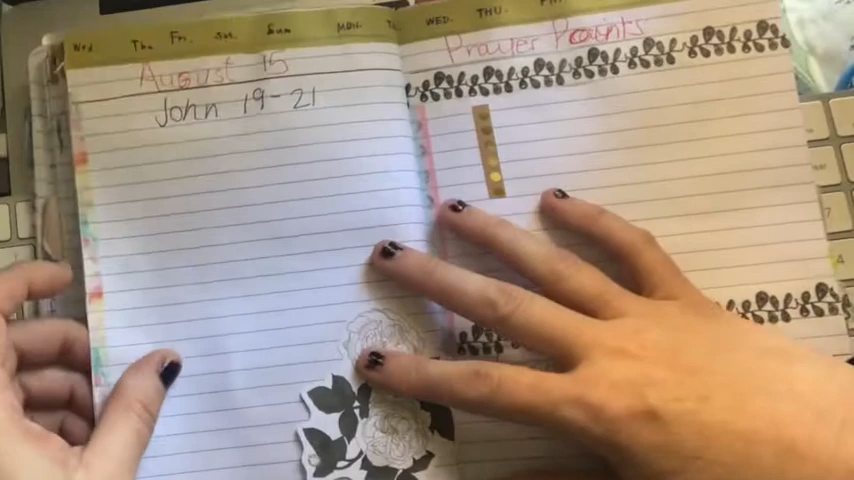 Wed Thu Fri. Sat. Sun Mon.
August 15
John 19-21
WED. THU.
Prayer Points